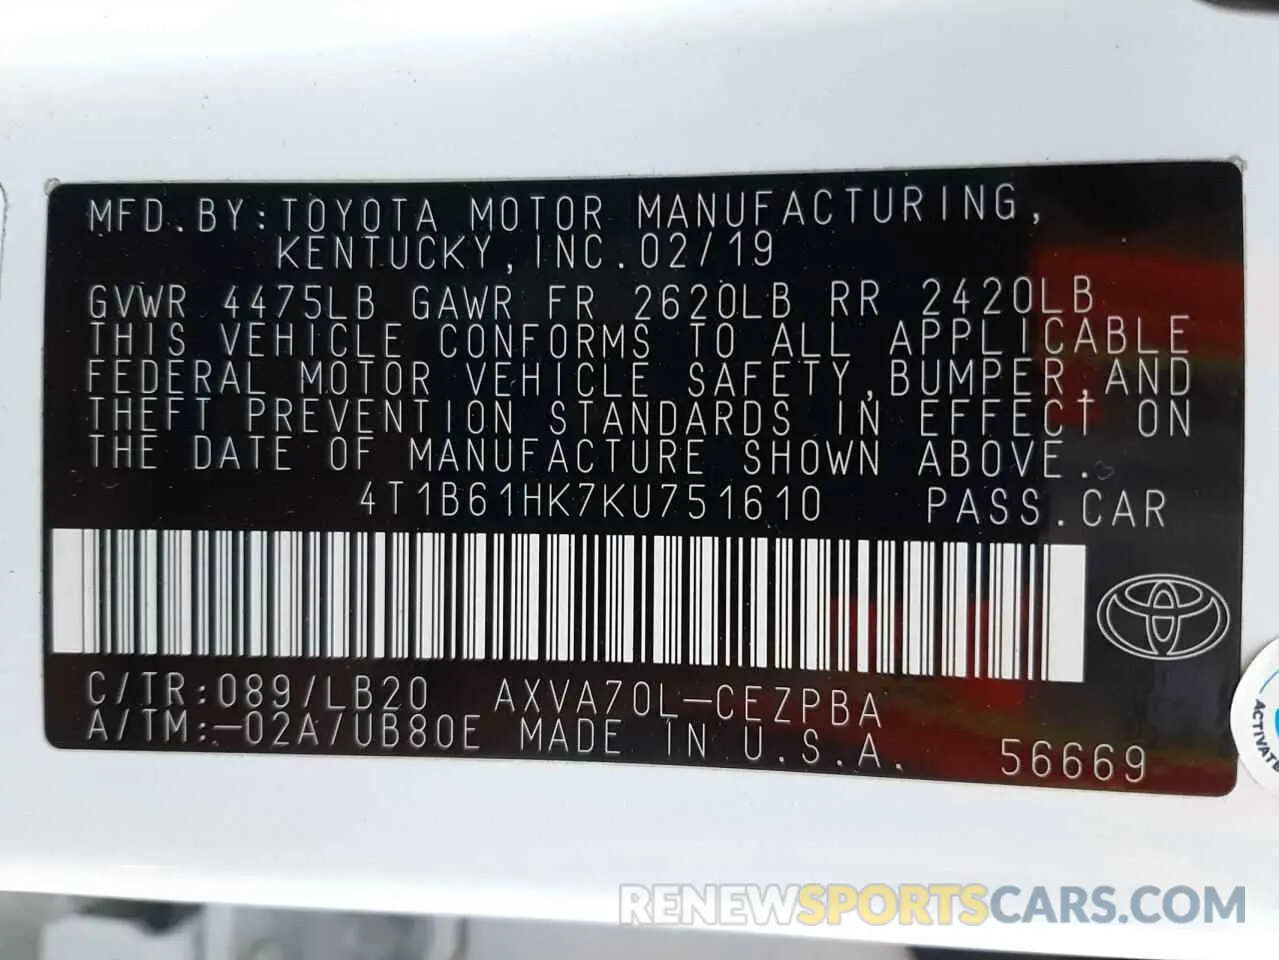 MFD.BY:TOYOTA MOTOR MANUFACTURING,
KENTUCKY,INC.02/19
GVWR 4475LB GAWR FR 2620LB RR 2420LB
THIS VEHICLE CONFORMS TO ALL APPLICABLE
FEDERAL MOTOR VEHICLE SAFETY,BUMPER,AND
THEFT PREVENTION STANDARDS IN EFFECT ON
THE DATE OF MANUFACTURE SHOWN ABOVE.
4T1B61HK7KU751610 PASS.CAR
C/TR:089/LB20 AXVA70L-CEZPBA
A/TM:-02A/UB80E MADE IN U.S.A. 56669
ACTIVATE
RENEWSPORTSCARS.COM